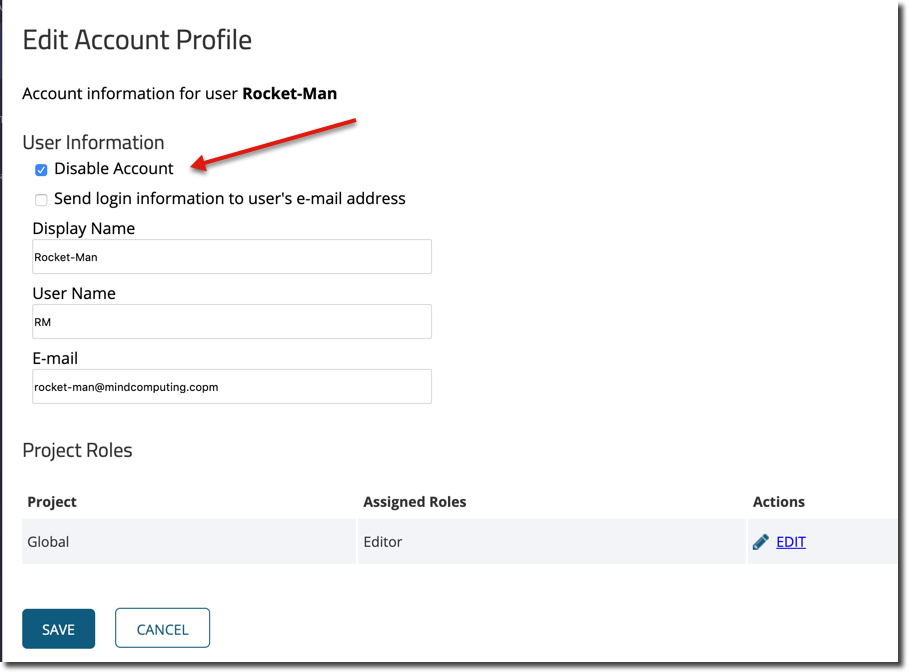 Edit Account Profile
Account information for user Rocket-Man
User Information
Disable Account
Send login information to user's e-mail address
Display Name
Rocket-Man
User Name
RM
E-mail
rocket-man@mindcomputing.copm
Project Roles
Project Assigned Roles Actions
Global Editor EDIT
SAVE CANCEL